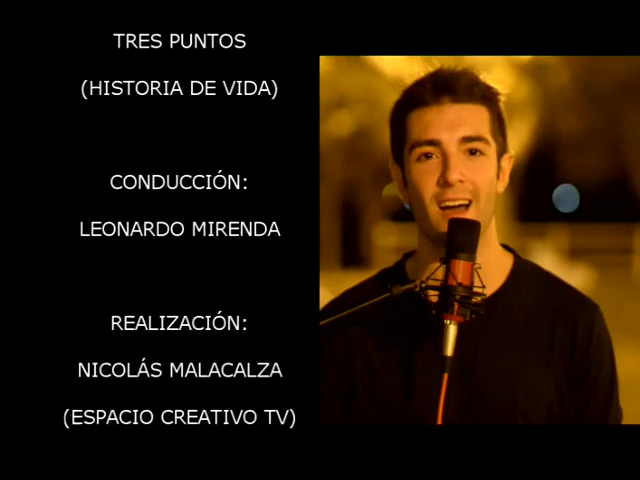 TRES PUNTOS
(HISTORIA DE VIDA)
CONDUCCIÓN:
LEONARDO MIRENDA
REALIZACIÓN:
NICOLÁS MALACALZA
(ESPACIO CREATIVO TV)